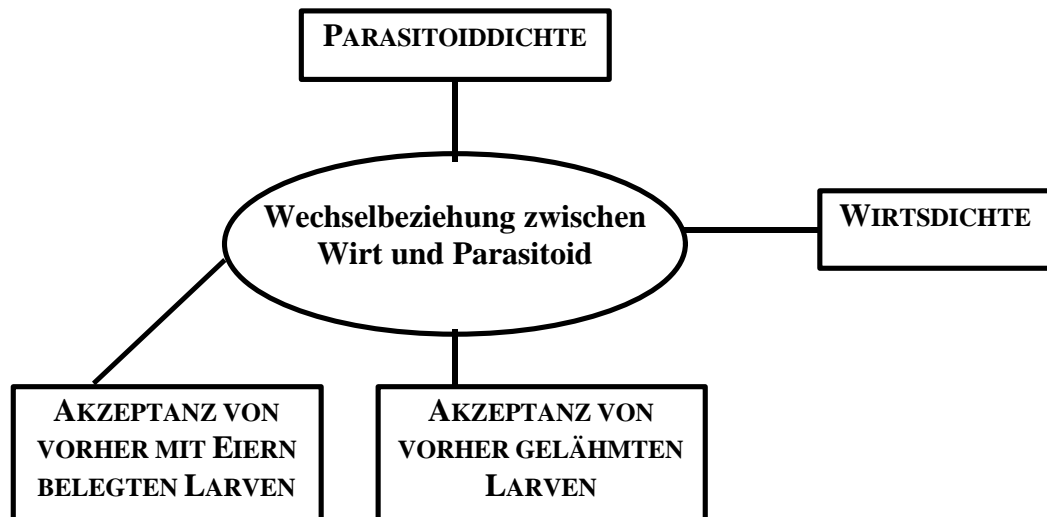 PARASITOIDDICHTE
Wechselbeziehung zwischen
Wirt und Parasitoid
WIRTSDICHTE
AKZEPTANZ VON
VORHER MIT EIERN
BELEGTEN LARVEN
AKZEPTANZ VON
VORHER GELÄHMTEN
LARVEN